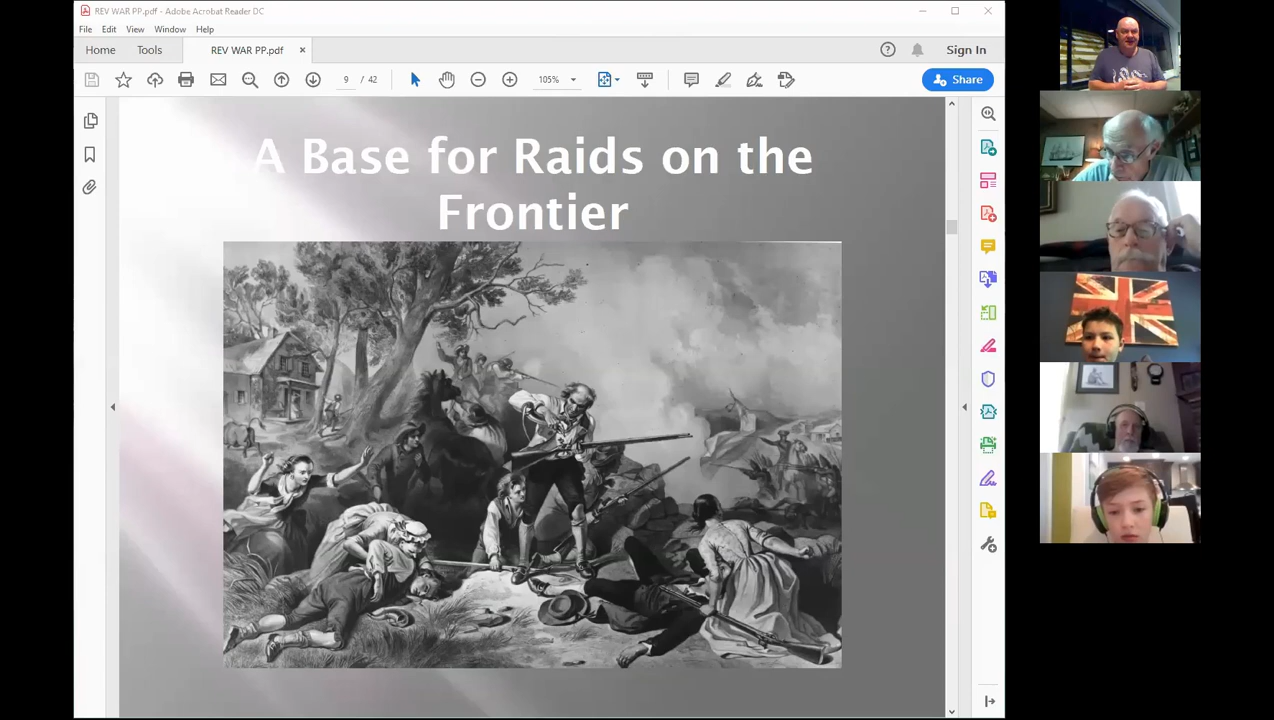 REV WAR PP.pdf - Adobe Acrobat Reader DC
File Edit View Window Help
Home Tools REV WAR PP.pdf × Sign In
9 / 42 105% Share
A Base for Raids on the
Frontier